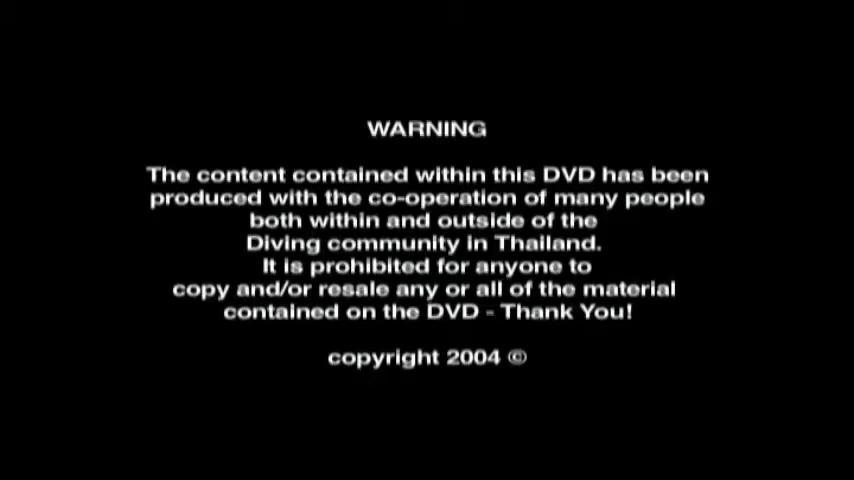 WARNING
The content contained within this DVD has been
produced with the co-operation of many people
both within and outside of the
Diving community in Thailand.
It is prohibited for anyone to
copy and/or resale any or all of the material
contained on the DVD - Thank You!
copyright 2004 ©